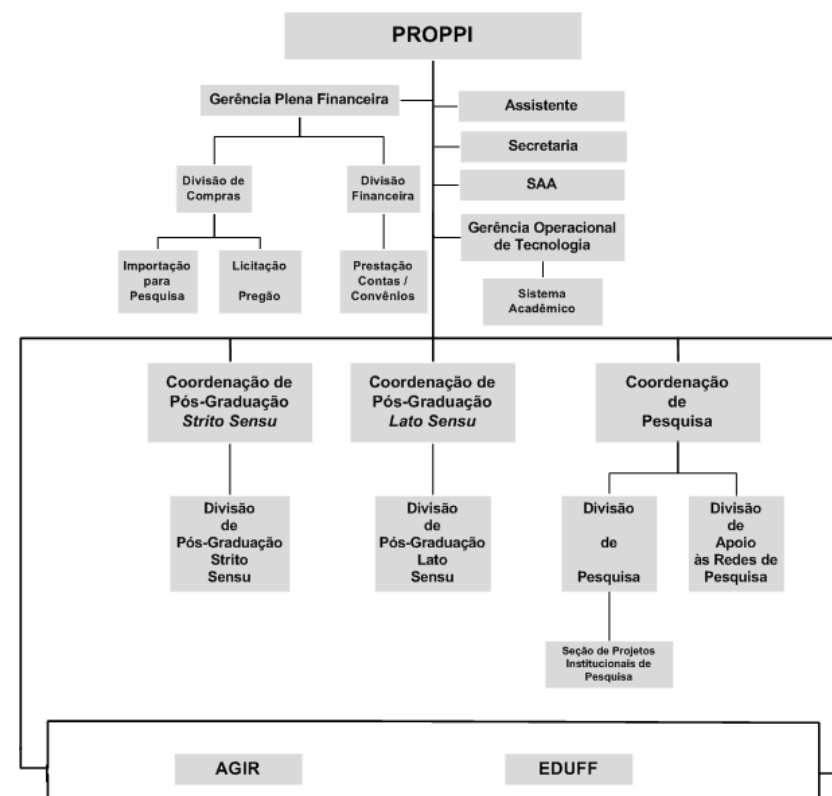 PROPPI
Gerência Plena Financeira
Assistente
Secretaria
SAA
Gerência Operacional
de Tecnologia
Sistema
Acadêmico
Divisão de
Compras
Divisão
Financeira
Importação
para
Pesquisa
Licitação
Pregão
Prestação
Contas /
Convênios
Coordenação de
Pós-Graduação
Strito Sensu
Coordenação de
Pós-Graduação
Lato Sensu
Coordenação
de
Pesquisa
Divisão
de
Pós-Graduação
Strito
Sensu
Divisão
de
Pós-Graduação
Lato
Sensu
Divisão
de
Pesquisa
Divisão
de
Apoio
às Redes de
Pesquisa
Seção de Projetos
Institucionais de
Pesquisa
AGIR
EDUFF